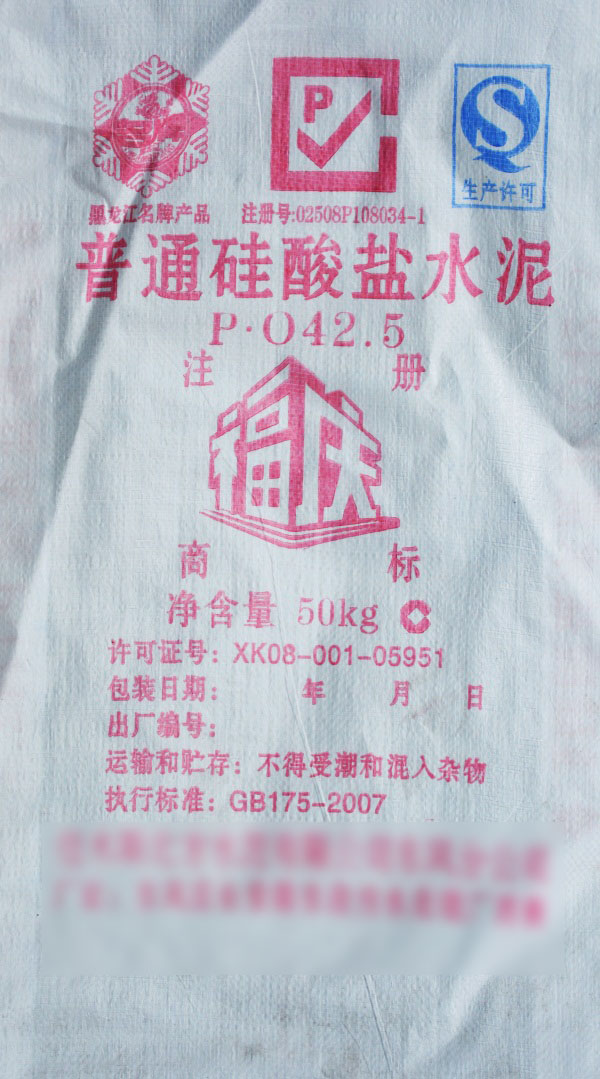 P
S
生产许可
黑龙江名牌产品 注册号:02508P108034-1
普通硅酸盐水泥
P·O42.5
注 册
福庆
商 标
净含量 50kg
许可证号：XK08-001-05951
包装日期： 年 月 日
出厂编号：
运输和贮存：不得受潮和混入杂物
执行标准：GB175-2007